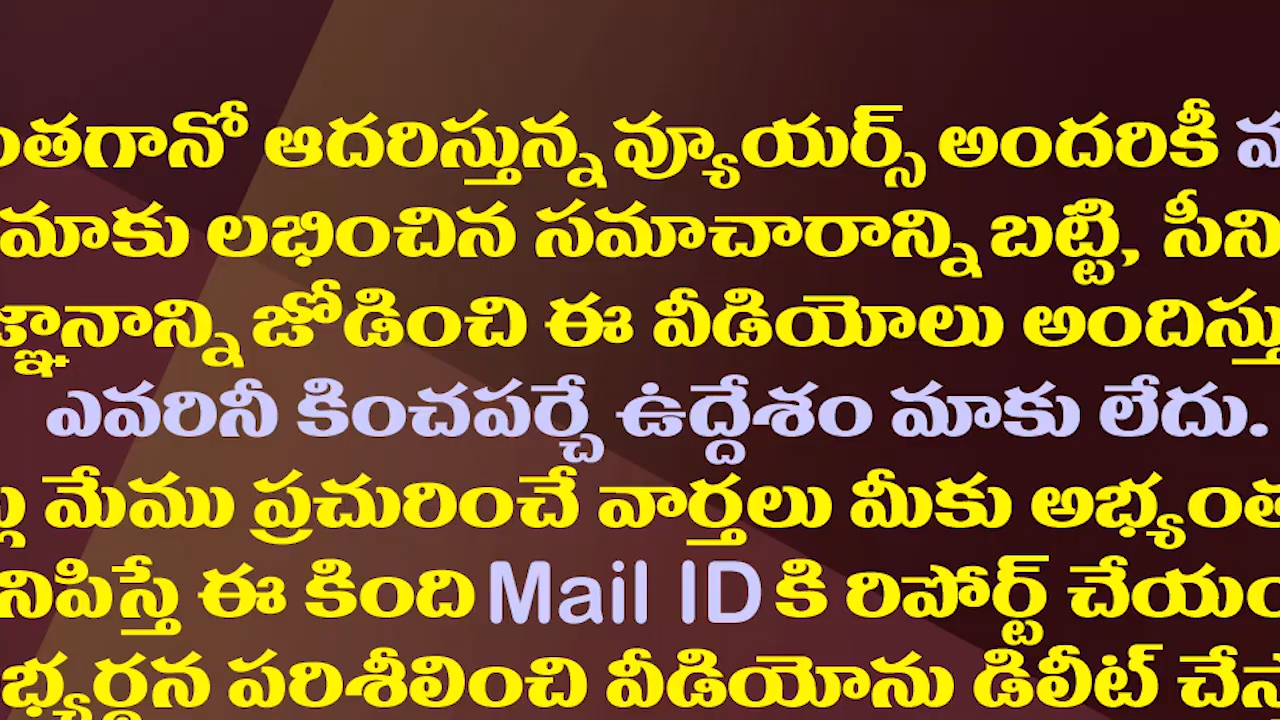 ఆదరిస్తున్న వ్యూయర్స్ అందరికీ
మాకు లభించిన సమాచారాన్ని బట్టి,
జోడించి ఈ వీడియోలు
ఎవరినీ కించపర్చే ఉద్దేశం మాకు లేదు.
మేము ప్రచురించే వార్తలు మీకు
ఈ కింది Mail ID కి రిపోర్ట్
పరిశీలించి వీడియోను డిలీట్